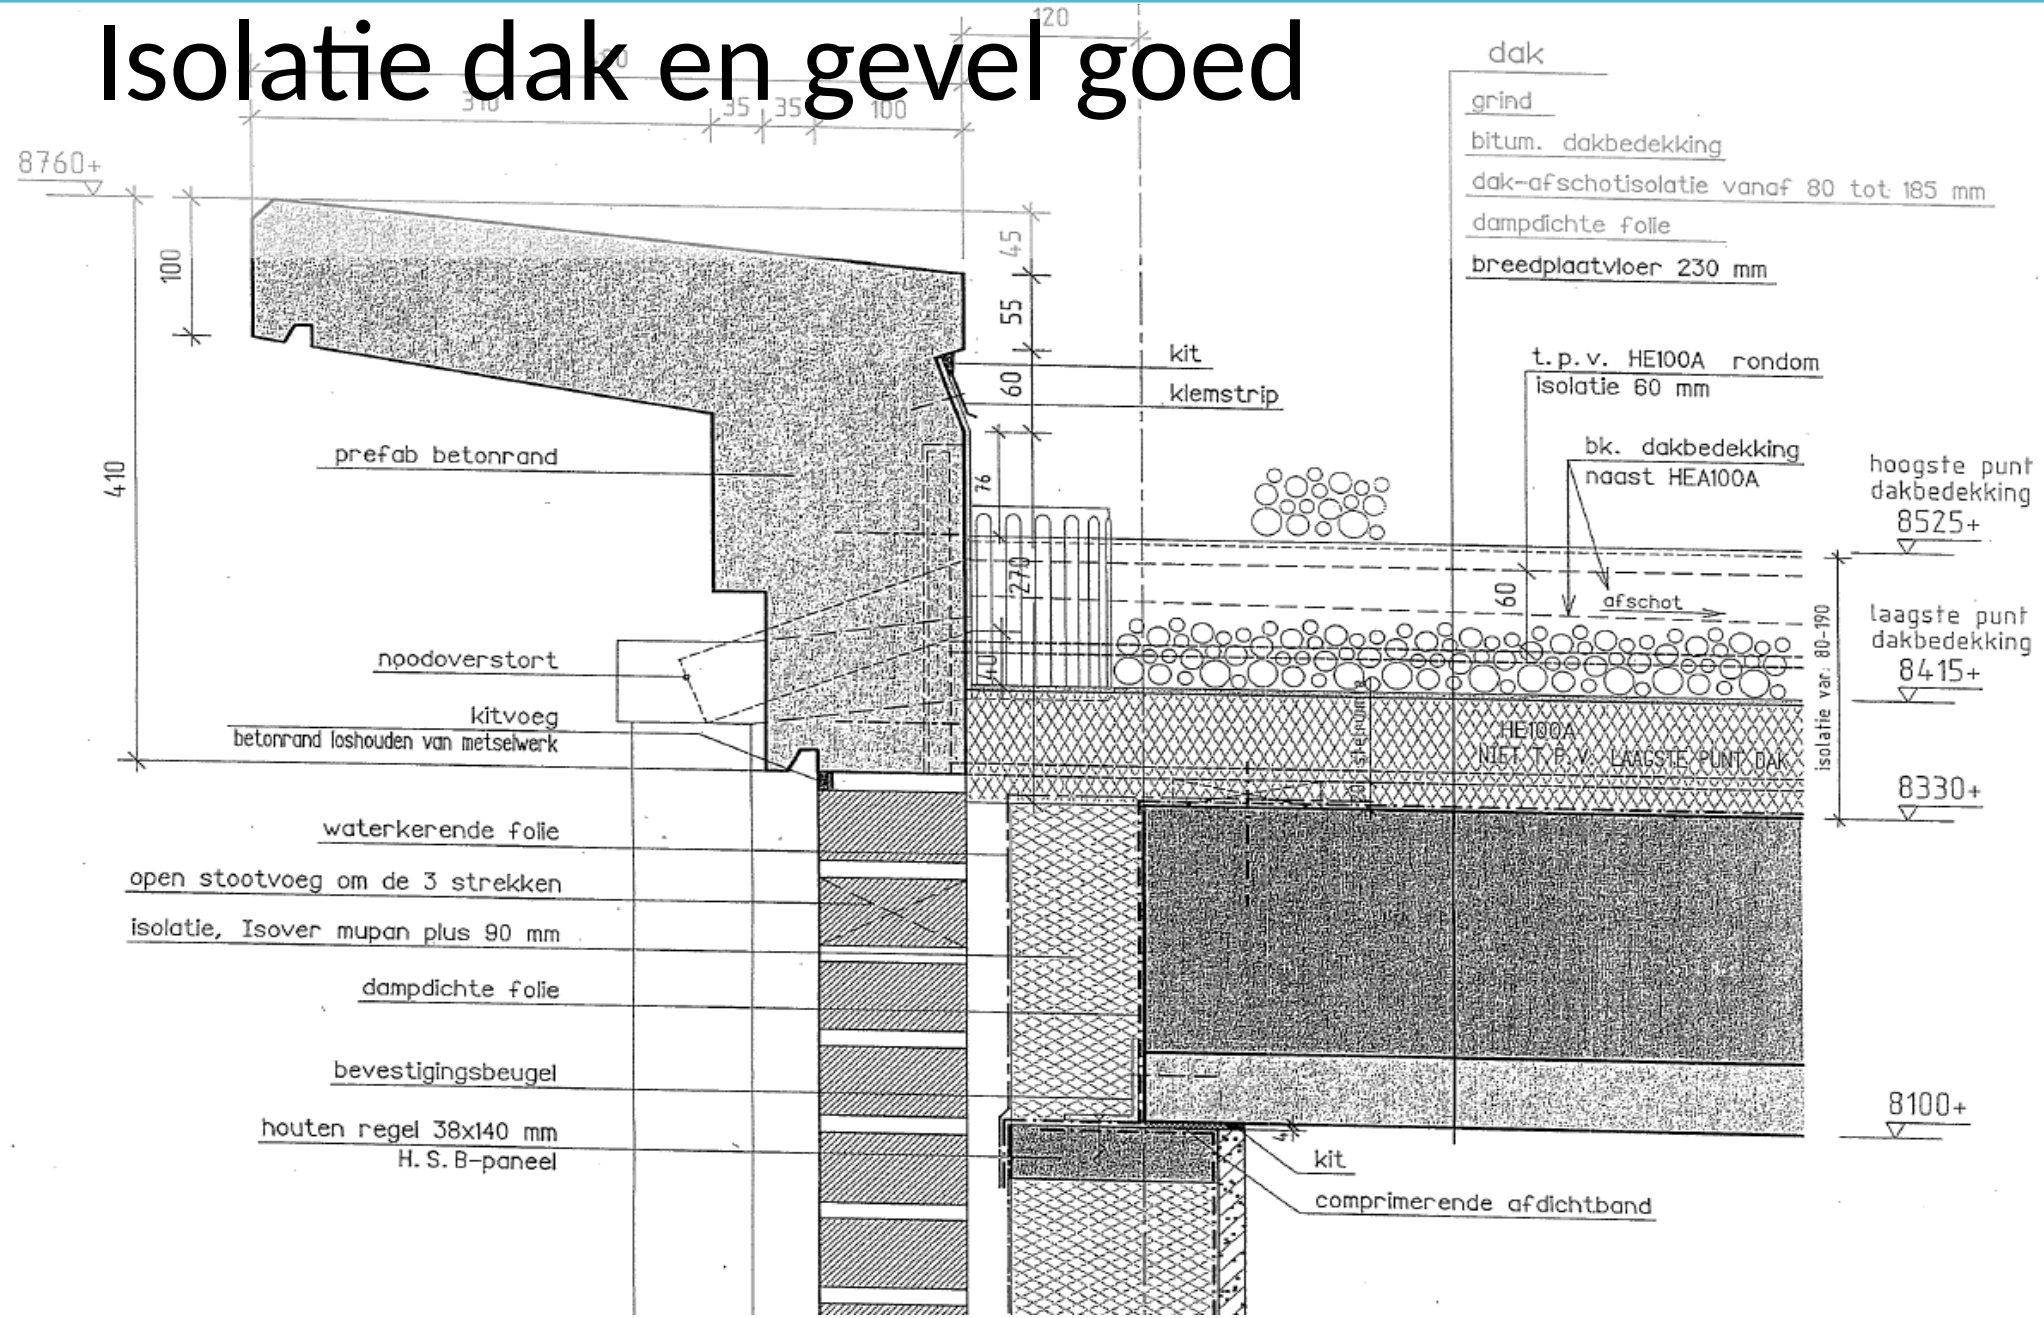 Isolatie dak en gevel goed
120
310
35
35
100
dak
grind
bitum. dakbedekking
dak-afschotisolatie vanaf 80 tot 185 mm
dampdichte folie
breedplaatvloer 230 mm
8760+
100
410
45
55
60
76
270
40
kit
klemstrip
t.p.v. HE100A rondom
isolatie 60 mm
bk. dakbedekking
naast HEA100A
hoogste punt
dakbedekking
8525+
60
afschot
laagste punt
dakbedekking
8415+
isolatie var. 80-190
HE100A
NIET T.P.V. LAAGSTE PUNT DAK
8330+
8100+
prefab betonrand
noodoverstort
kitvoeg
betonrand loshouden van metselwerk
waterkerende folie
open stootvoeg om de 3 strekken
isolatie, Isover mupan plus 90 mm
dampdichte folie
bevestigingsbeugel
houten regel 38x140 mm
H.S.B-paneel
kit
comprimerende afdichtband